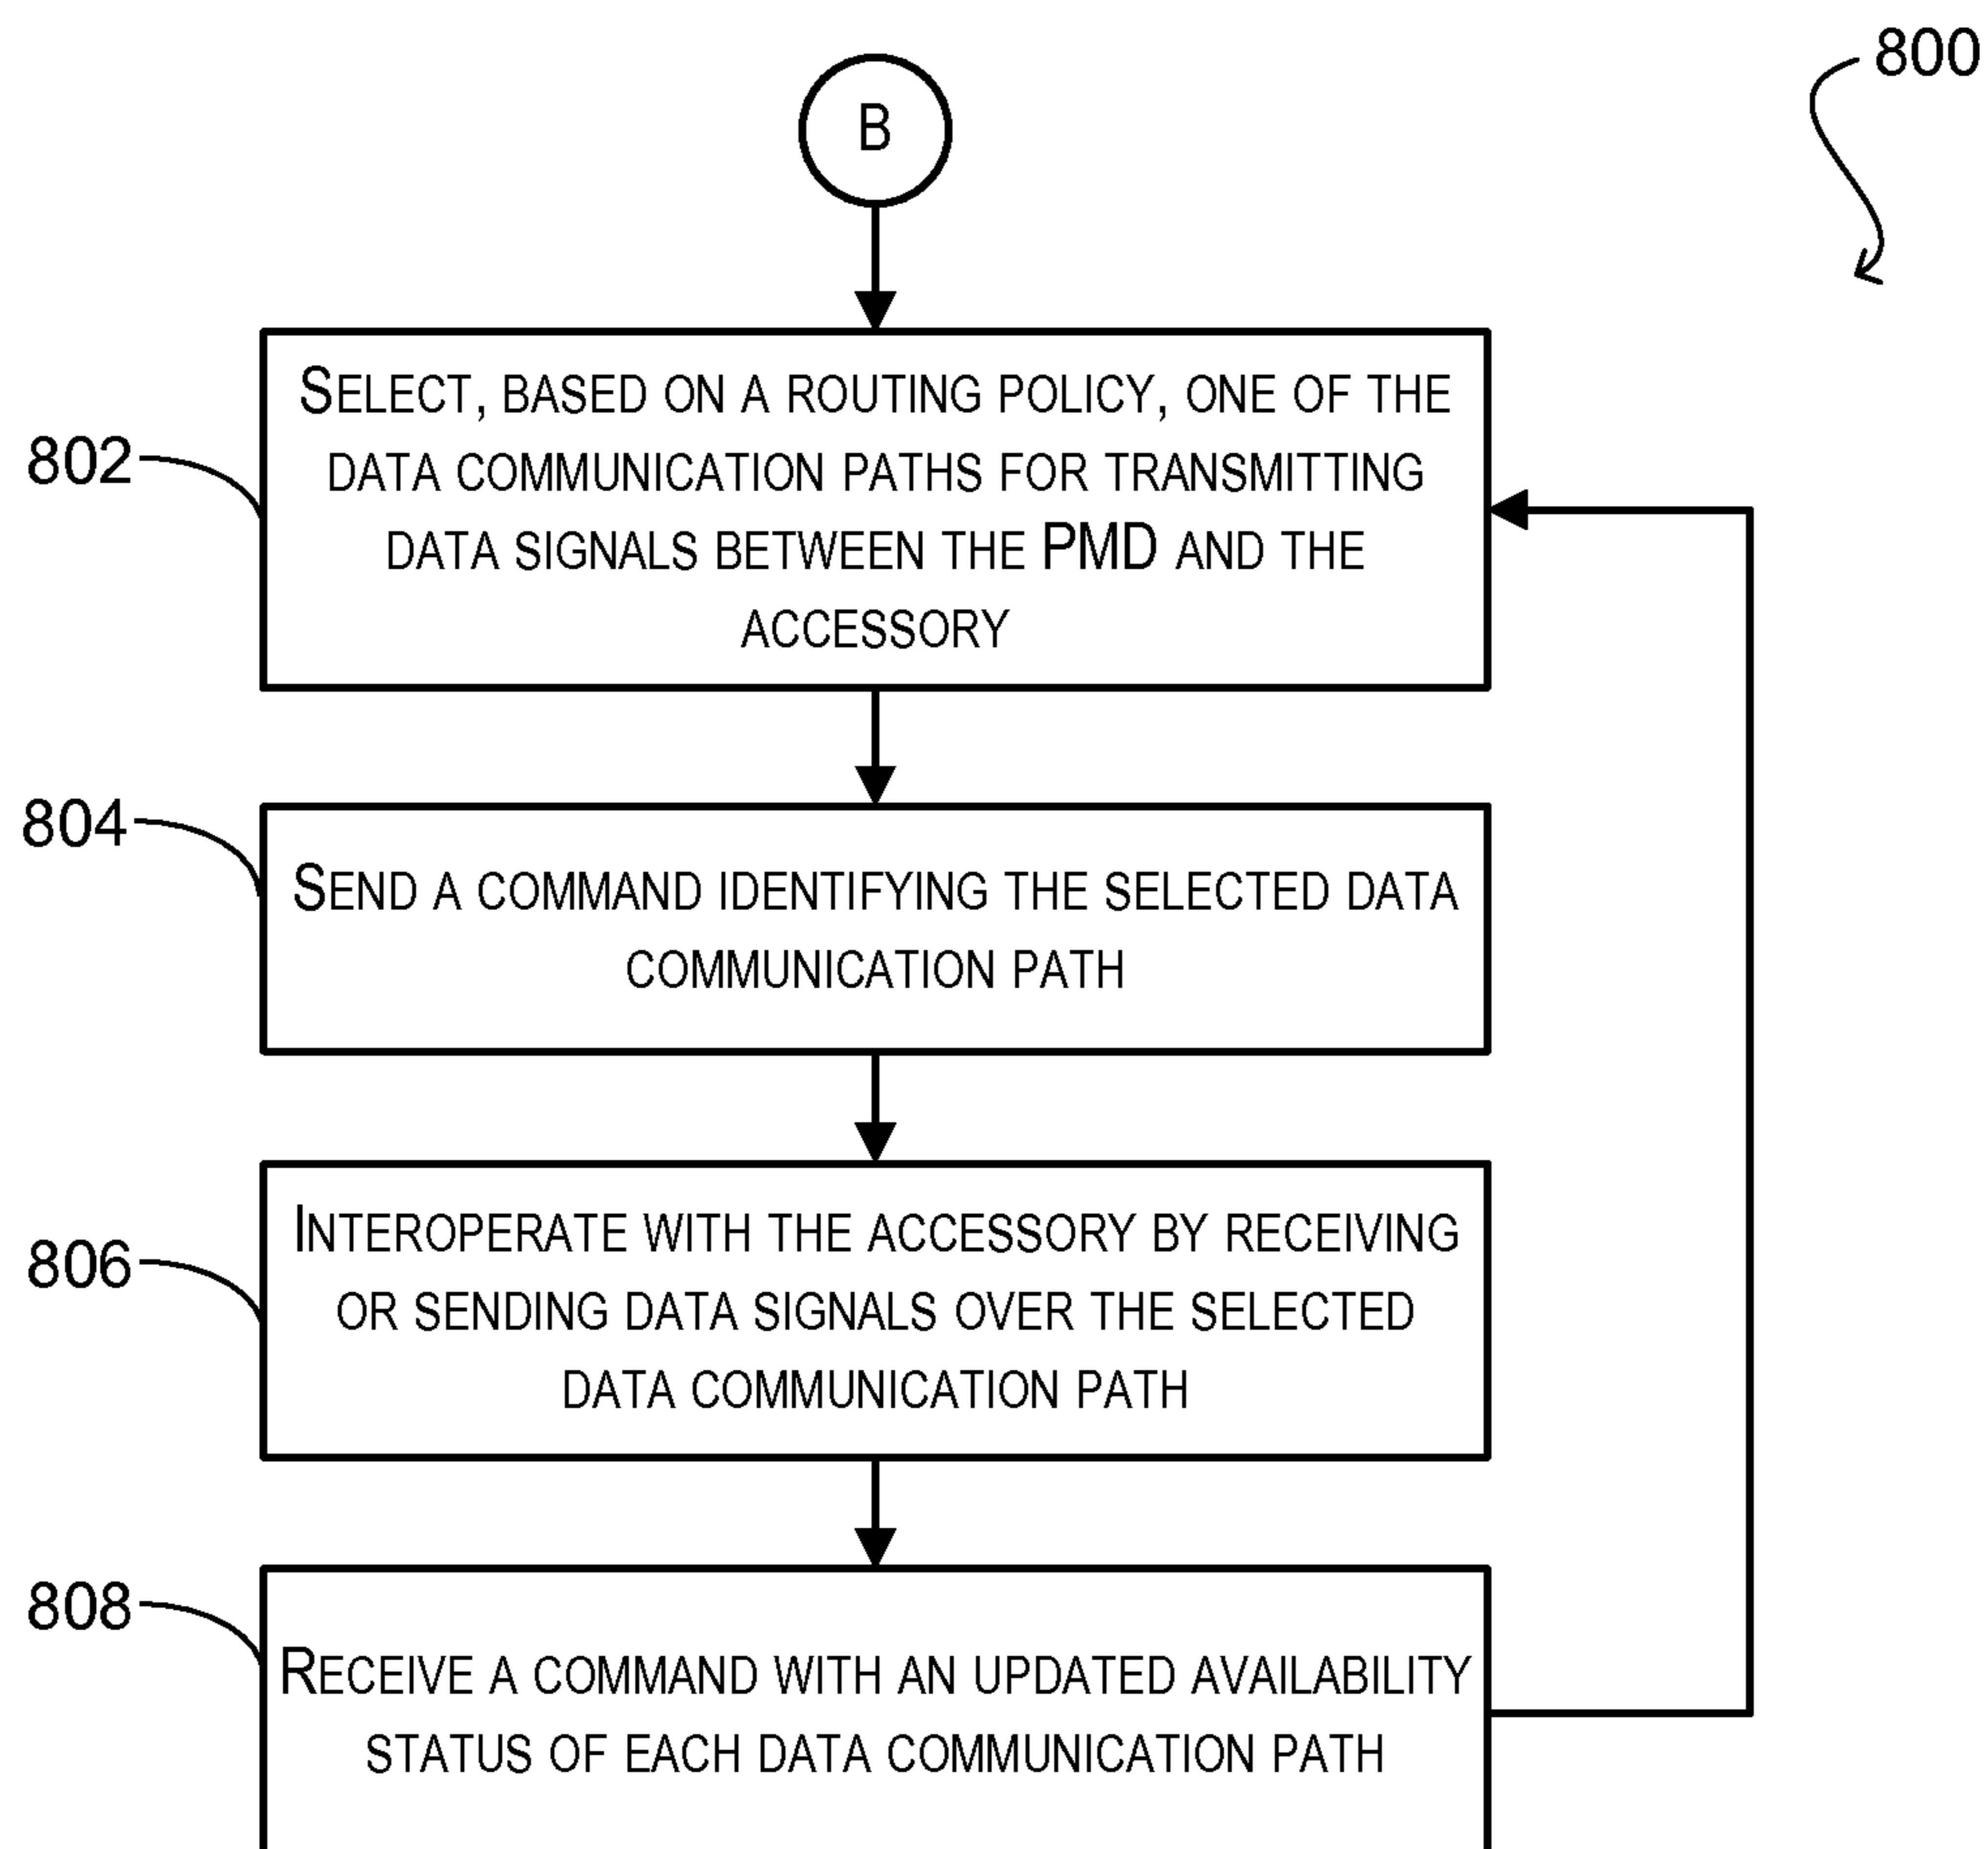 800
B
SELECT, BASED ON A ROUTING POLICY, ONE OF THE
DATA COMMUNICATION PATHS FOR TRANSMITTING
DATA SIGNALS BETWEEN THE PMD AND THE
ACCESSORY
802
804
SEND A COMMAND IDENTIFYING THE SELECTED DATA
COMMUNICATION PATH
806
INTEROPERATE WITH THE ACCESSORY BY RECEIVING
OR SENDING DATA SIGNALS OVER THE SELECTED
DATA COMMUNICATION PATH
808
RECEIVE A COMMAND WITH AN UPDATED AVAILABILITY
STATUS OF EACH DATA COMMUNICATION PATH